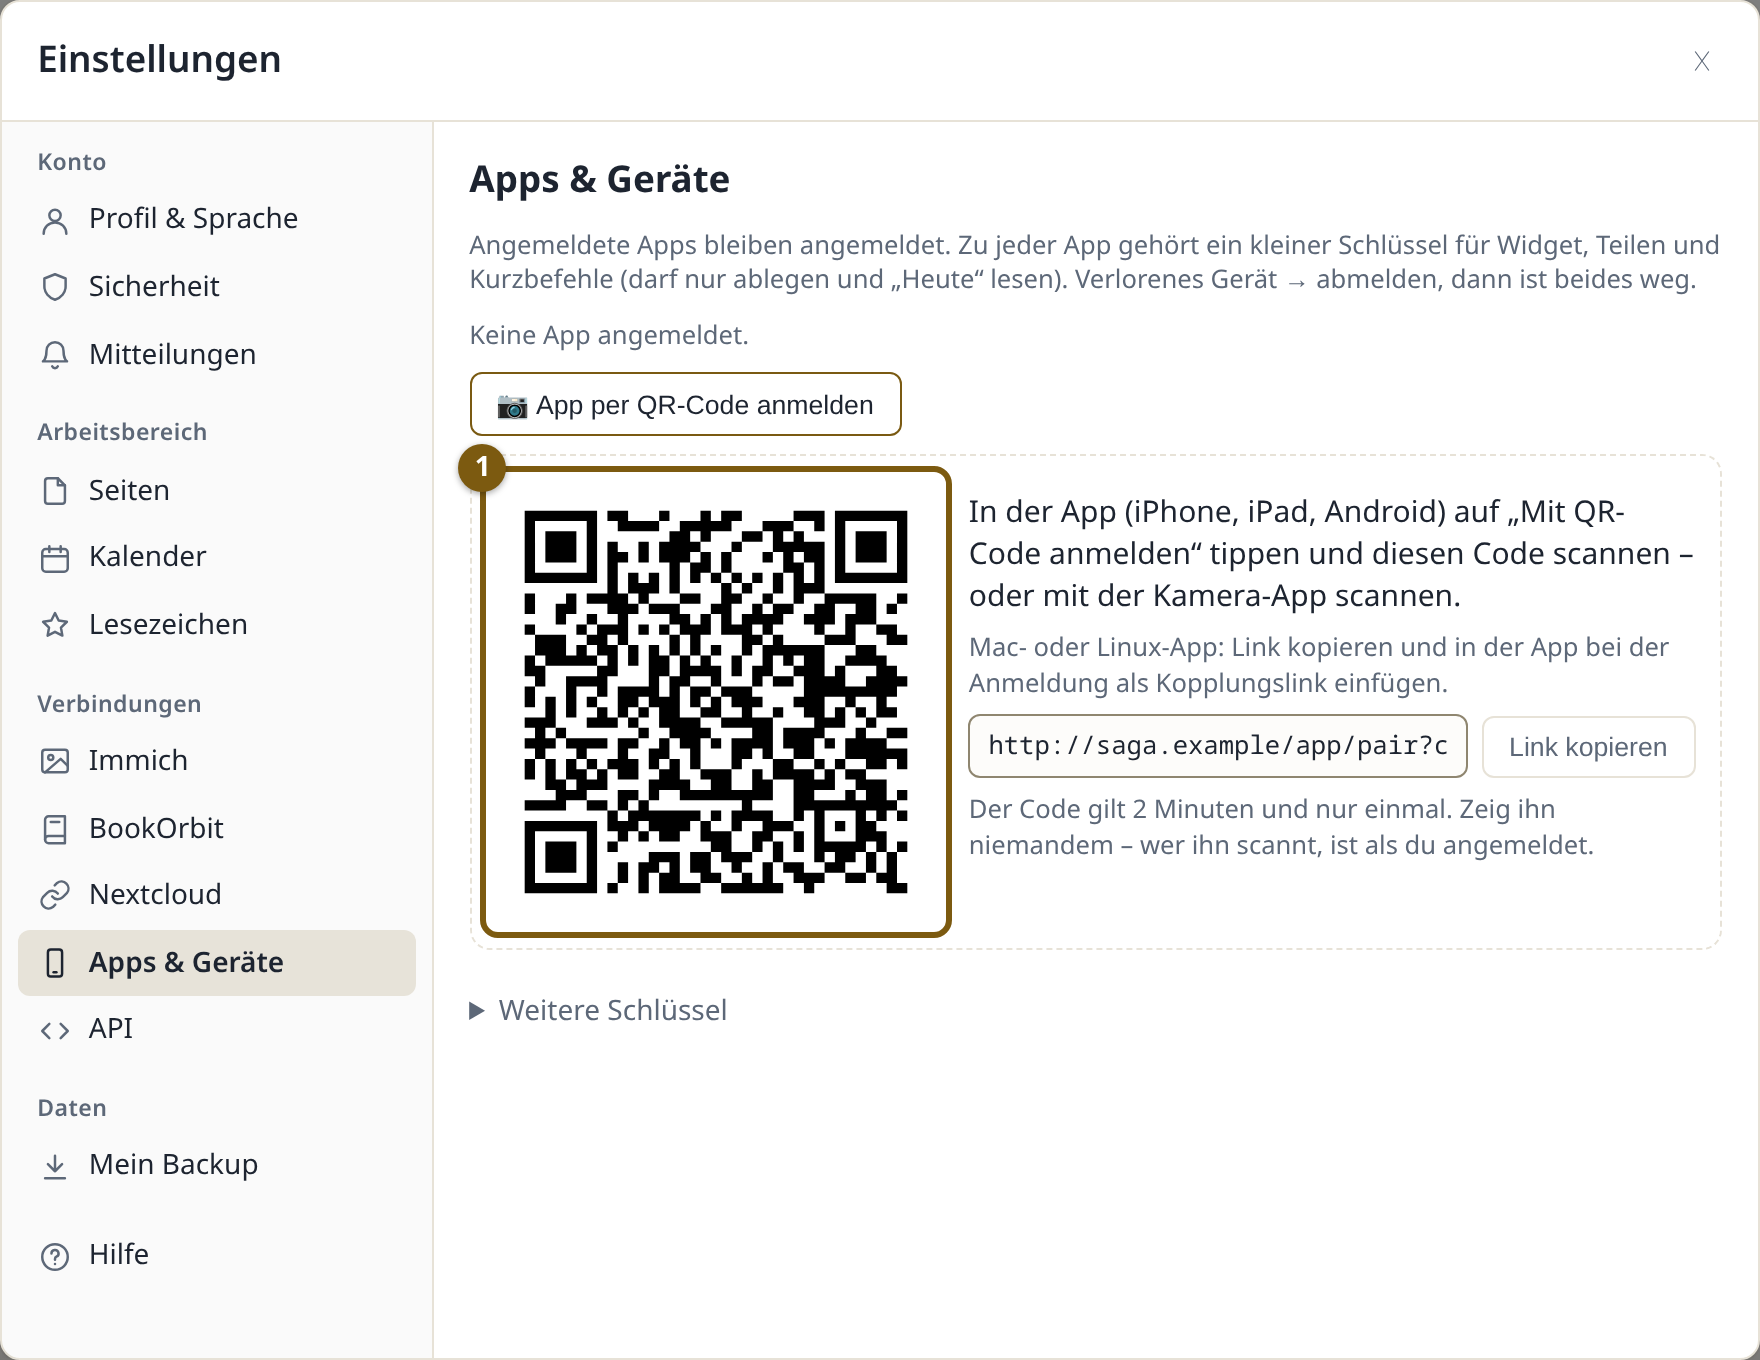 Einstellungen
X
Konto
Profil & Sprache
Sicherheit
Mitteilungen
Arbeitsbereich
Seiten
Kalender
Lesezeichen
Verbindungen
Immich
BookOrbit
Nextcloud
Apps & Geräte
API
Daten
Mein Backup
Hilfe
Apps & Geräte
Angemeldete Apps bleiben angemeldet. Zu jeder App gehört ein kleiner Schlüssel für Widget, Teilen und
Kurzbefehle (darf nur ablegen und „Heute“ lesen). Verlorenes Gerät → abmelden, dann ist beides weg.
Keine App angemeldet.
App per QR-Code anmelden
1
In der App (iPhone, iPad, Android) auf „Mit QR-
Code anmelden“ tippen und diesen Code scannen –
oder mit der Kamera-App scannen.
Mac- oder Linux-App: Link kopieren und in der App bei der
Anmeldung als Kopplungslink einfügen.
http://saga.example/app/pair?c
Link kopieren
Der Code gilt 2 Minuten und nur einmal. Zeig ihn
niemandem – wer ihn scannt, ist als du angemeldet.
Weitere Schlüssel